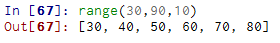 In [67]: range(30,90,10)
Out[67]: [30, 40, 50, 60, 70, 80]